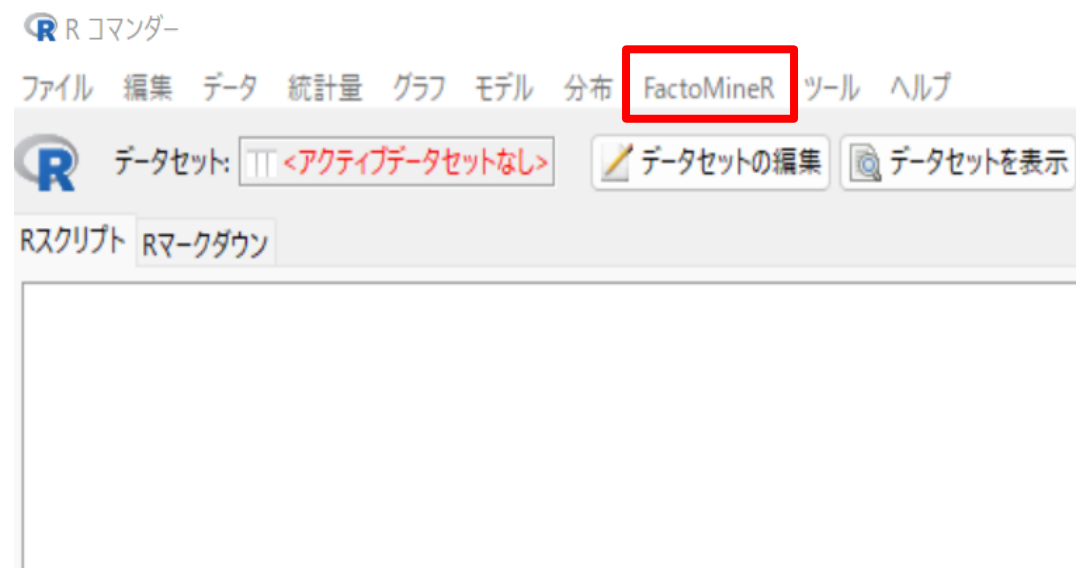 R コマンダー
ファイル 編集 データ 統計量 グラフ モデル 分布 FactoMineR ツール ヘルプ
R データセット: <アクティブデータセットなし> データセットの編集 データセットを表示
Rスクリプト Rマークダウン